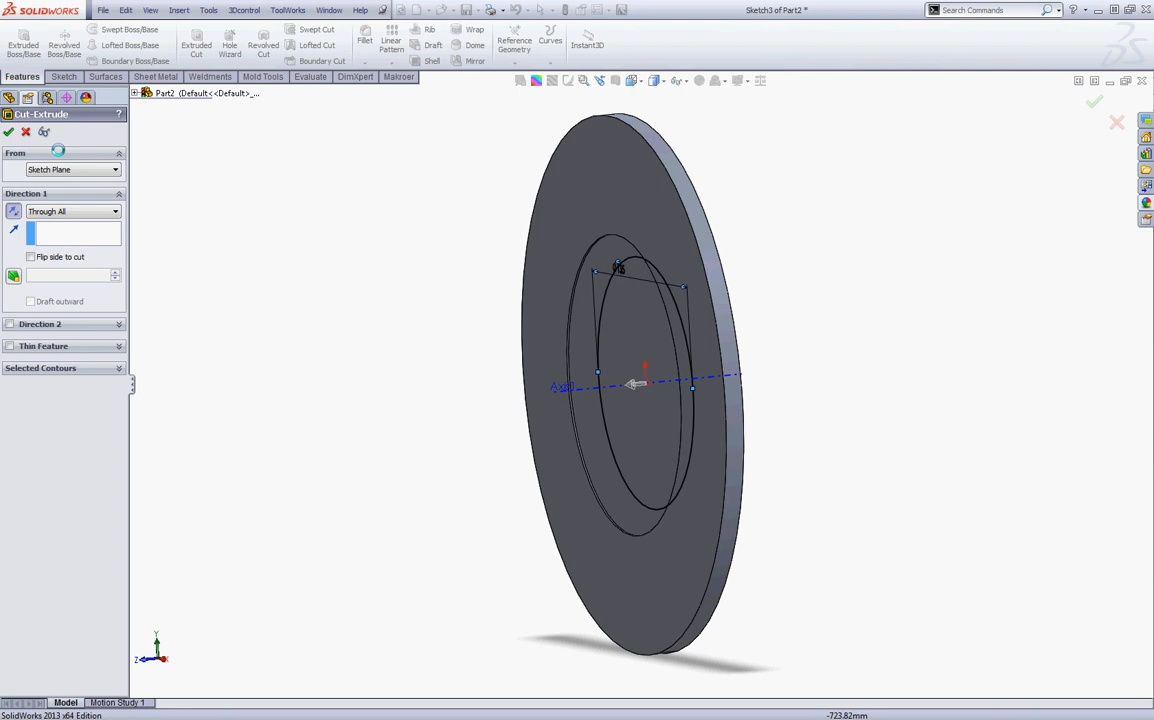 SOLIDWORKS File Edit View Insert Tools 3Dcontrol ToolWorks Window Help Sketch3 of Part2 * Search Commands
Extruded Boss/Base
Revolved Boss/Base
Swept Boss/Base
Lofted Boss/Base
Boundary Boss/Base
Extruded Cut
Hole Wizard
Revolved Cut
Swept Cut
Lofted Cut
Boundary Cut
Fillet
Linear Pattern
Rib
Draft
Shell
Wrap
Dome
Mirror
Reference Geometry
Curves
Instant3D
Features Sketch Surfaces Sheet Metal Weldments Mold Tools Evaluate DimXpert Makroer
Part2 (Default<<Default>_...
Cut-Extrude ?
From
Sketch Plane
Direction 1
Through All
Flip side to cut
Draft outward
Direction 2
Thin Feature
Selected Contours
Y
Z
X
Model Motion Study 1
SolidWorks 2013 x64 Edition -723.82mm